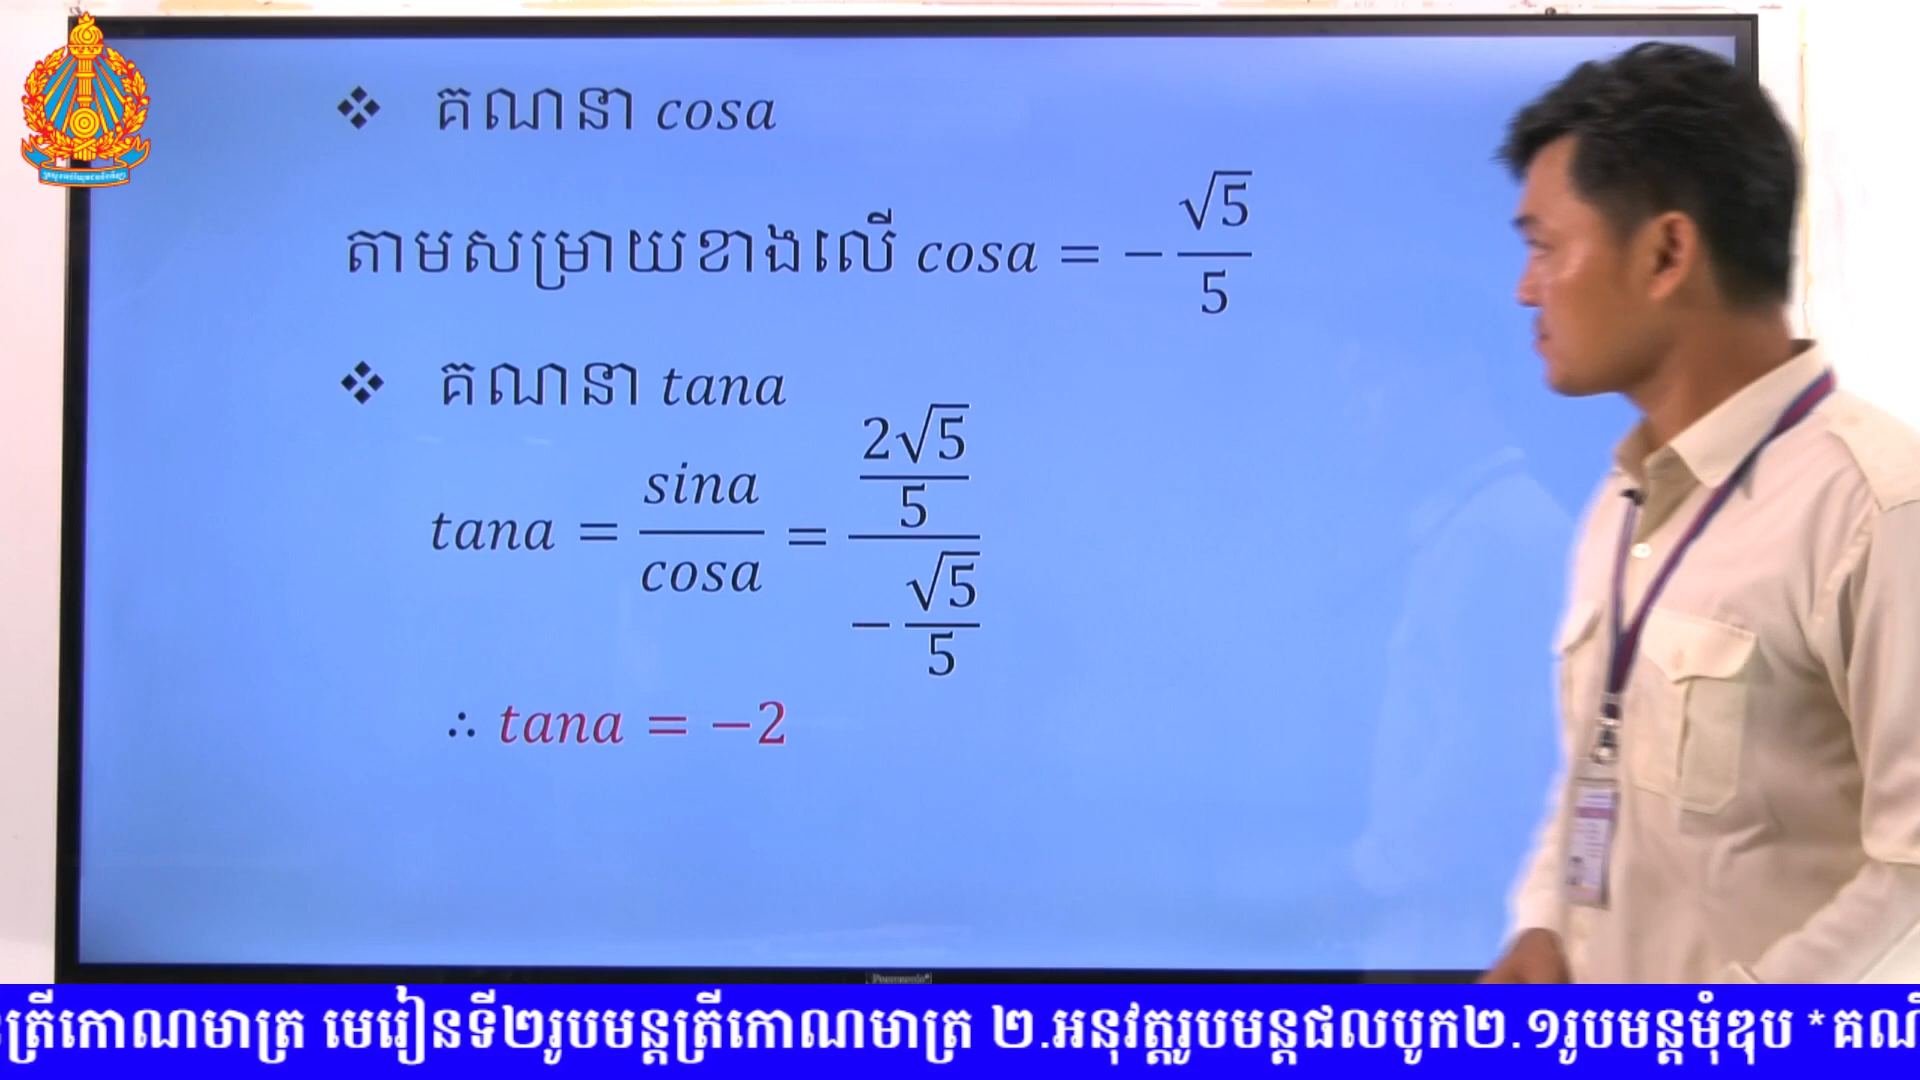 ❖ គណនា cosa
តាមសម្រាយខាងលើ cosa = −√5/5
❖ គណនា tana
tana = sina/cosa = (2√5/5)/(−√5/5)
∴ tana = −2
ត្រីកោណមាត្រ មេរៀនទី២រូបមន្តត្រីកោណមាត្រ ២.អនុវត្តរូបមន្តផលបូក២.១រូបមន្តមុំឌុប *